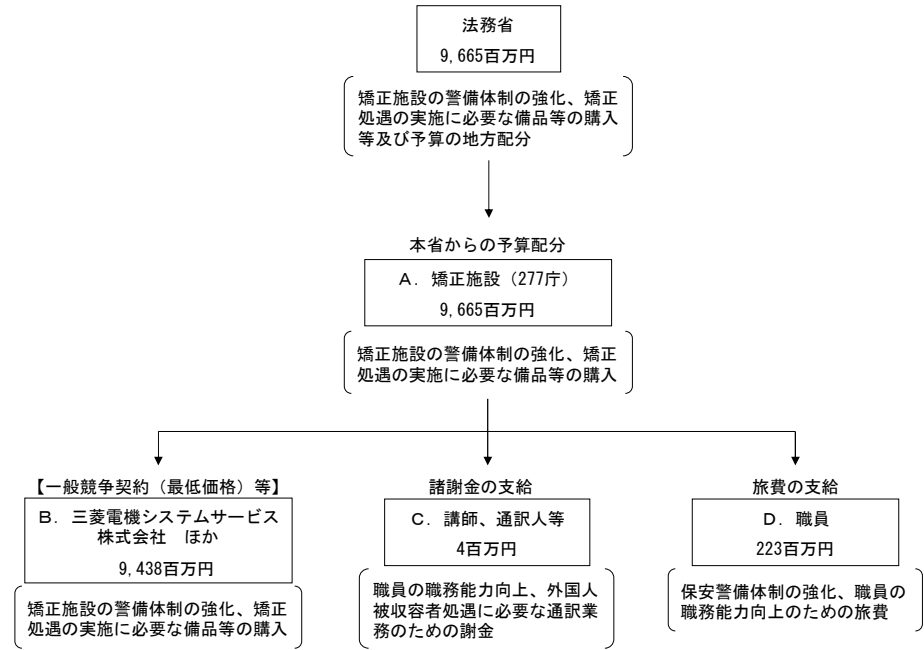 法務省
9,665百万円
矯正施設の警備体制の強化、矯正
処遇の実施に必要な備品等の購入
等及び予算の地方配分
本省からの予算配分
A．矯正施設（277庁）
9,665百万円
矯正施設の警備体制の強化、矯正
処遇の実施に必要な備品等の購入
【一般競争契約（最低価格）等】
B．三菱電機システムサービス
株式会社　ほか
9,438百万円
矯正施設の警備体制の強化、矯正
処遇の実施に必要な備品等の購入
諸謝金の支給
C．講師、通訳人等
4百万円
職員の職務能力向上、外国人
被収容者処遇に必要な通訳業
務のための謝金
旅費の支給
D．職員
223百万円
保安警備体制の強化、職員の
職務能力向上のための旅費